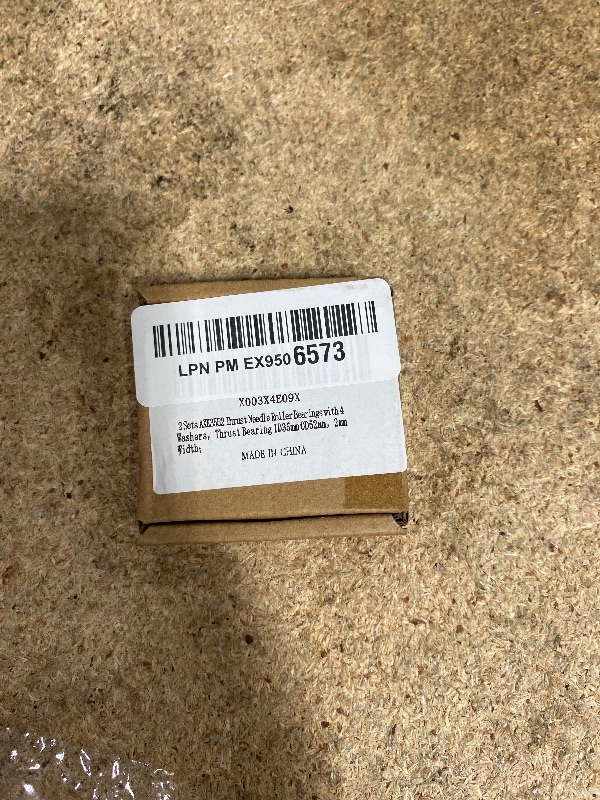 LPN PM EX950 6573
X003X4E09X
2 Sets AXK3552 Thrust Needle Roller Bearings with 4
Washers, Thrust Bearing ID35mm OD52mm, 2mm
Width;
MADE IN CHINA